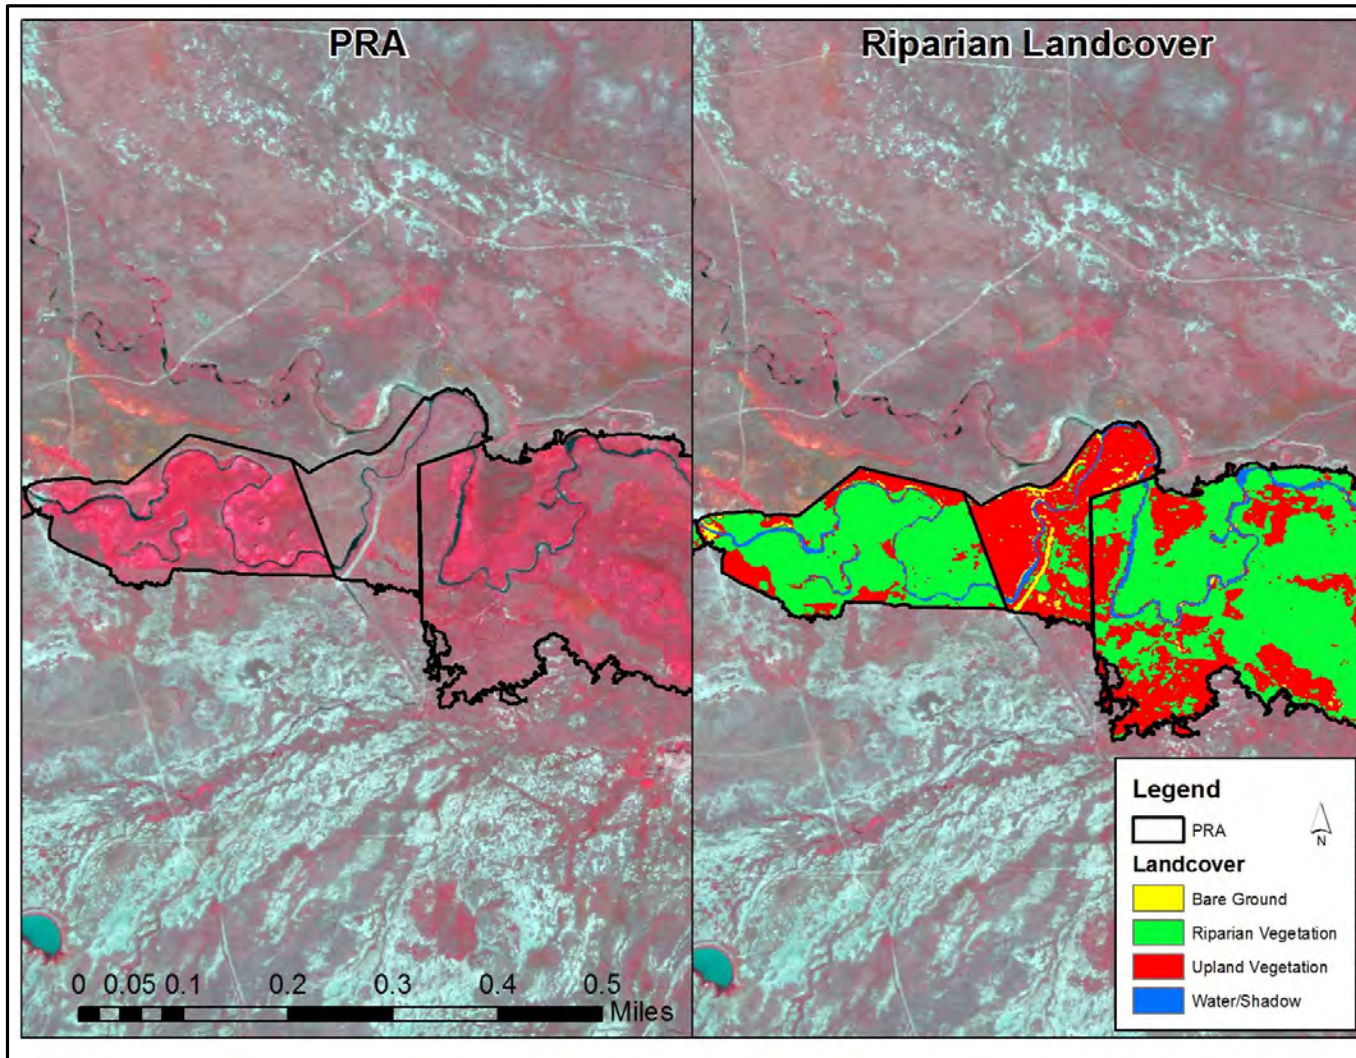 PRA
Riparian Landcover
0 0.05 0.1 0.2 0.3 0.4 0.5
Miles
Legend
PRA
N
Landcover
Bare Ground
Riparian Vegetation
Upland Vegetation
Water/Shadow